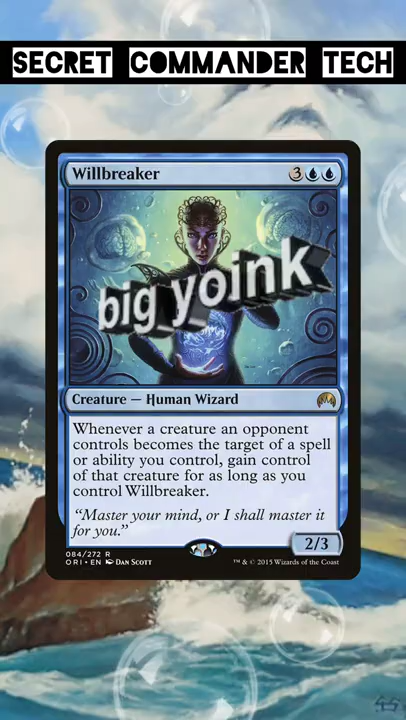 SECRET COMMANDER TECH
Willbreaker 3
big yoink
Creature — Human Wizard
Whenever a creature an opponent
controls becomes the target of a spell
or ability you control, gain control
of that creature for as long as you
control Willbreaker.
“Master your mind, or I shall master it
for you.”
2/3
084/272 R
ORI • EN DAN SCOTT
™ & © 2015 Wizards of the Coast